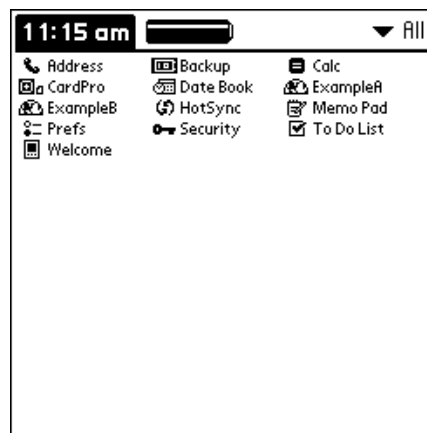 11:15 am All
Address Backup Calc
CardPro Date Book ExampleA
ExampleB HotSync Memo Pad
Prefs Security To Do List
Welcome